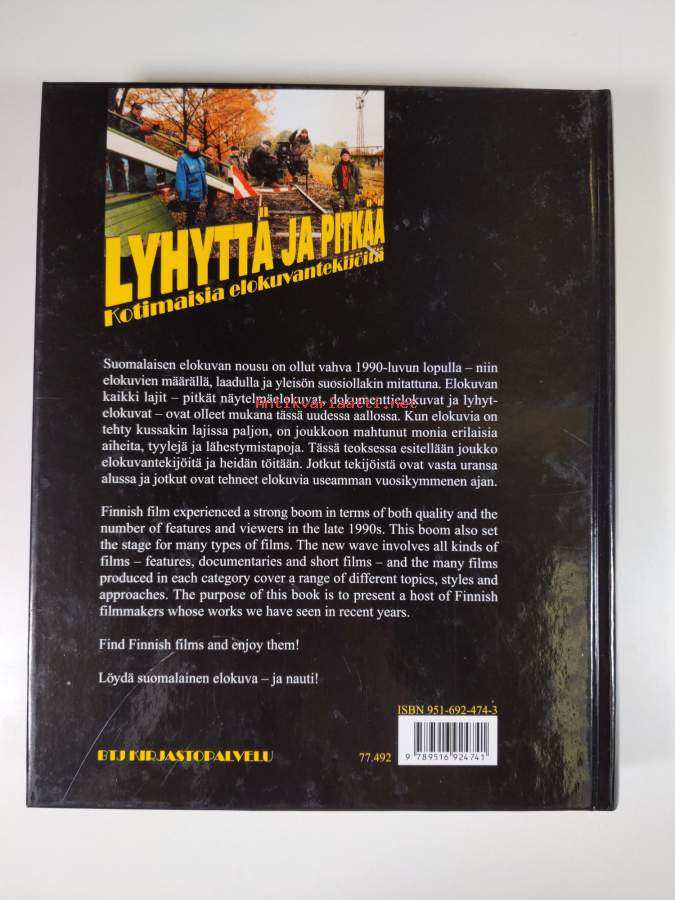 LYHYTTÄ JA PITKÄÄ
Kotimaisia elokuvantekijöitä
Suomalaisen elokuvan nousu on ollut vahva 1990-luvun lopulla – niin
elokuvien määrällä, laadulla ja yleisön suosiollakin mitattuna. Elokuvan
kaikki lajit – pitkät näytelmäelokuvat, dokumenttielokuvat ja lyhyt-
Antikvariaatti.net
elokuvat – ovat olleet mukana tässä uudessa aallossa. Kun elokuvia on
tehty kussakin lajissa paljon, on joukkoon mahtunut monia erilaisia
aiheita, tyylejä ja lähestymistapoja. Tässä teoksessa esitellään joukko
elokuvantekijöitä ja heidän töitään. Jotkut tekijöistä ovat vasta uransa
alussa ja jotkut ovat tehneet elokuvia useamman vuosikymmenen ajan.
Finnish film experienced a strong boom in terms of both quality and the
number of features and viewers in the late 1990s. This boom also set
the stage for many types of films. The new wave involves all kinds of
films – features, documentaries and short films – and the many films
produced in each category cover a range of different topics, styles and
approaches. The purpose of this book is to present a host of Finnish
filmmakers whose works we have seen in recent years.
Find Finnish films and enjoy them!
Löydä suomalainen elokuva – ja nauti!
ISBN 951-692-474-3
BTJ KIRJASTOPALVELU
77.492
9 789516 924741